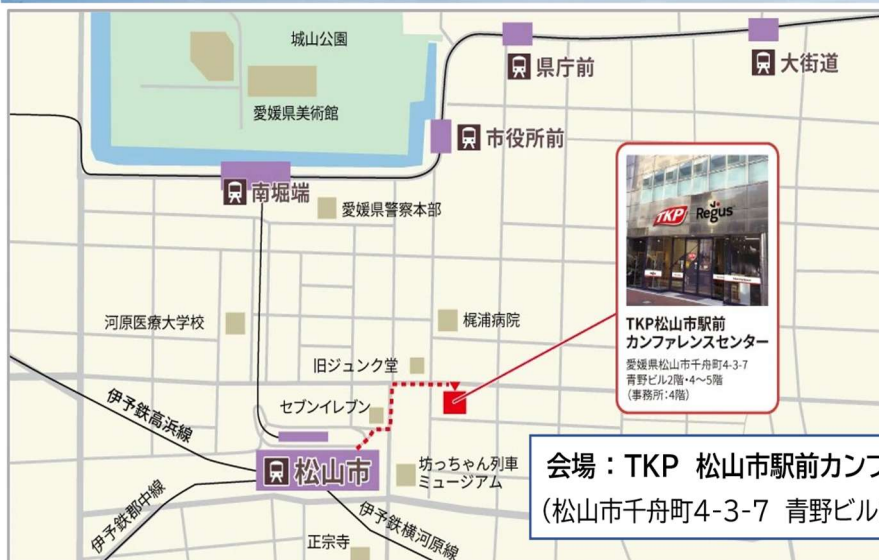 城山公園
愛媛県美術館
県庁前
大街道
市役所前
南堀端
愛媛県警察本部
TKP
Regus
河原医療大学校
梶浦病院
TKP松山市駅前
カンファレンスセンター
愛媛県松山市千舟町4-3-7
青野ビル2階・4～5階
（事務所：4階）
旧ジュンク堂
セブンイレブン
伊予鉄高浜線
松山市
坊っちゃん列車
ミュージアム
伊予鉄郡中線
伊予鉄横河原線
正宗寺
会場：TKP 松山市駅前カンフ
（松山市千舟町4-3-7 青野ビル